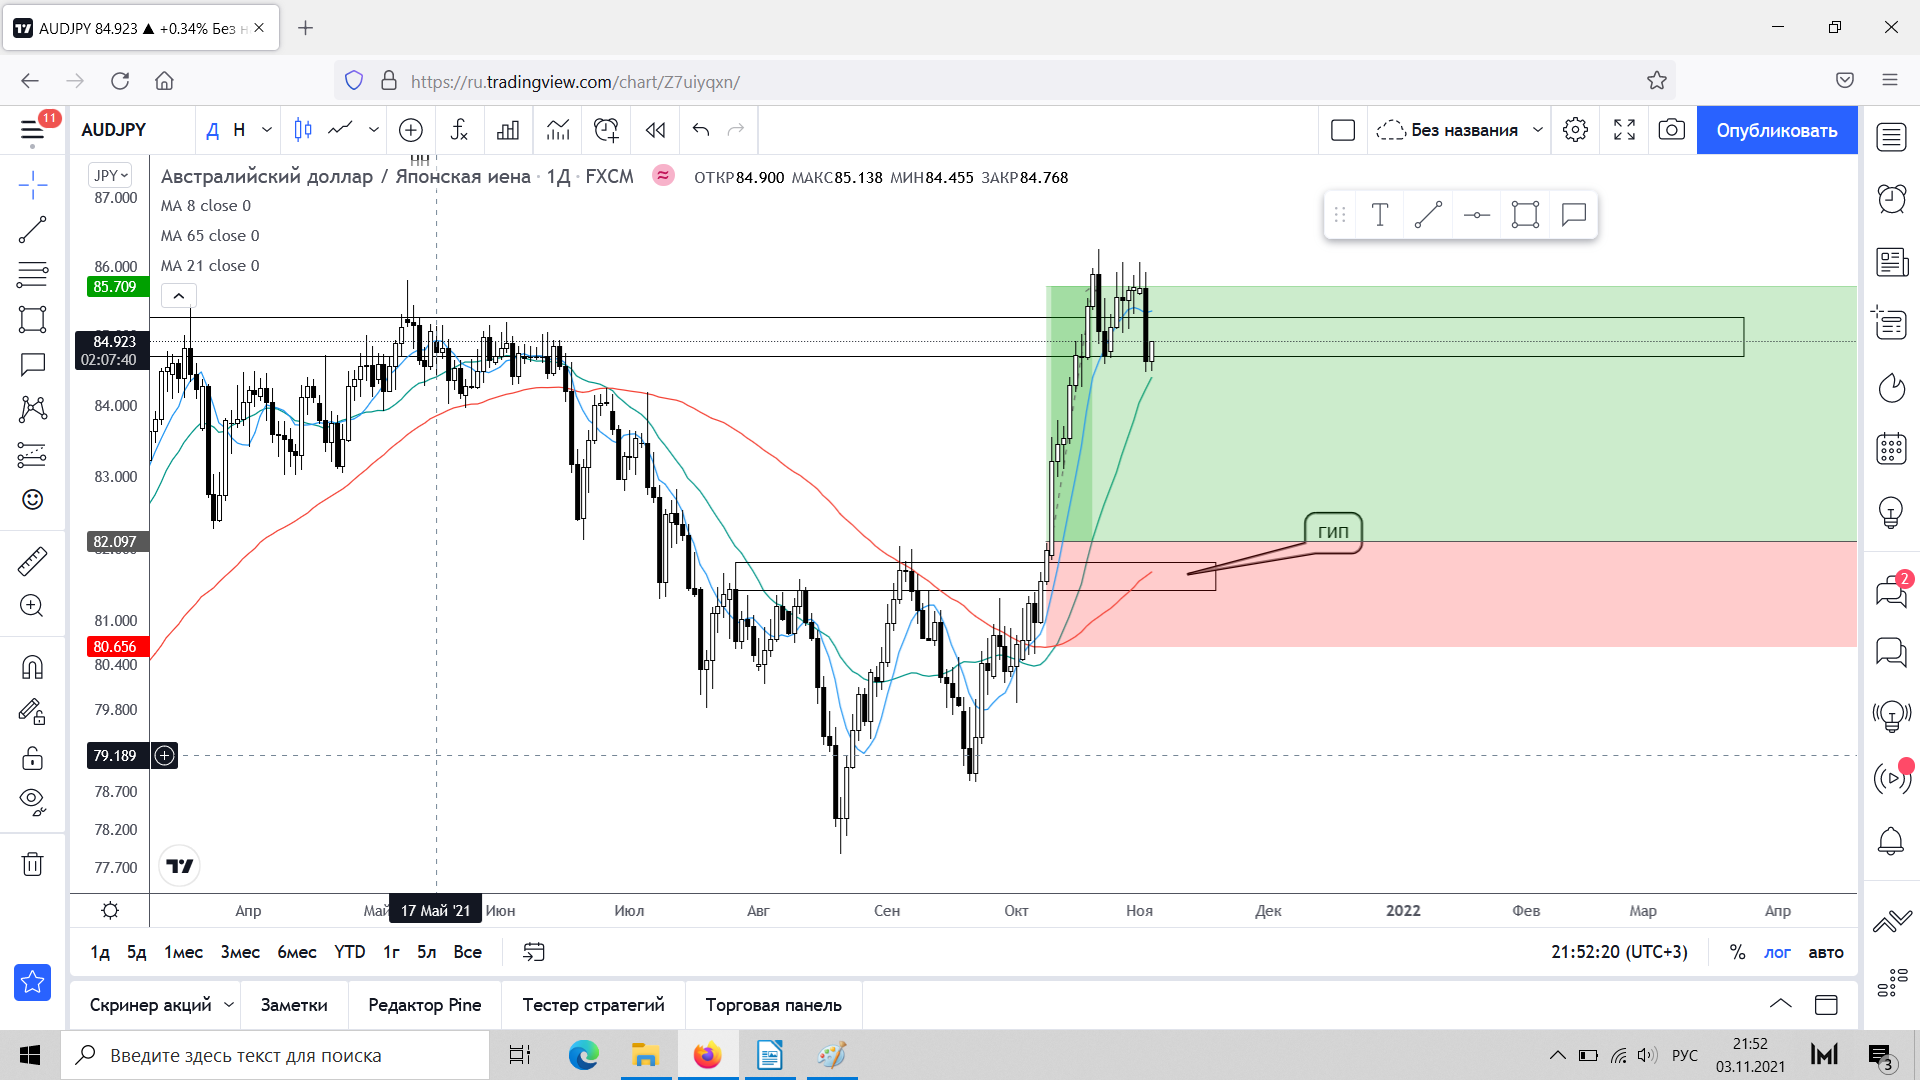 AUDJPY 84.923 ▲ +0.34% Без н
https://ru.tradingview.com/chart/Z7uiyqxn/
11
AUDJPY
Д
Н
Без названия
Опубликовать
НН
JPY
Австралийский доллар / Японская иена · 1Д · FXCM
ОТКР84.900 МАКС85.138 МИН84.455 ЗАКР84.768
MA 8 close 0
MA 65 close 0
MA 21 close 0
87.000
86.000
85.709
84.923
02:07:40
84.000
83.000
82.097
81.000
80.656
80.400
79.800
79.189
78.700
78.200
77.700
ГИП
2
Апр
Май
17 Май '21
Июн
Июл
Авг
Сен
Окт
Ноя
Дек
2022
Фев
Мар
Апр
1д 5д 1мес 3мес 6мес YTD 1г 5л Все
21:52:20 (UTC+3)
% лог авто
Скринер акций
Заметки
Редактор Pine
Тестер стратегий
Торговая панель
Введите здесь текст для поиска
РУС
21:52
03.11.2021
3